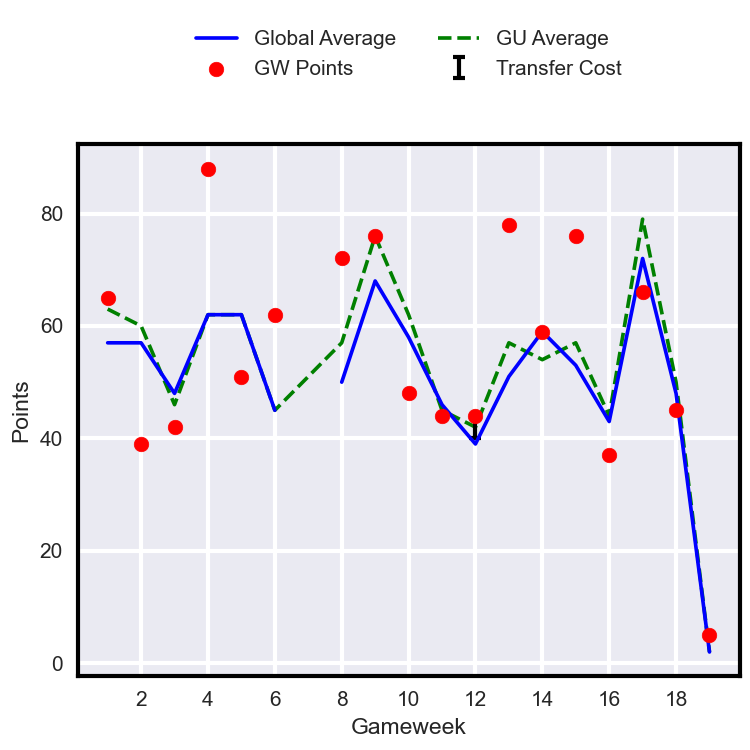 Global Average
GU Average
GW Points
Transfer Cost
80
60
40
20
0
Points
2 4 6 8 10 12 14 16 18
Gameweek